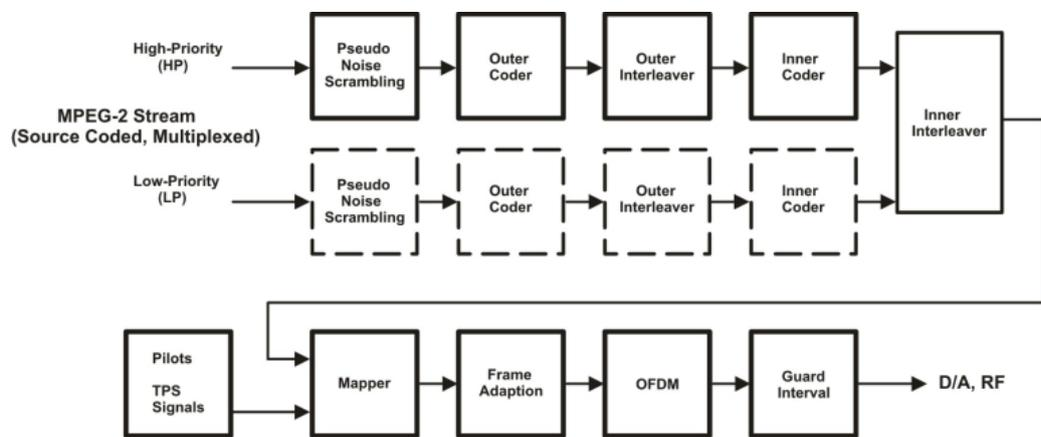 High-Priority
(HP)
Pseudo
Noise
Scrambling
Outer
Coder
Outer
Interleaver
Inner
Coder
Inner
Interleaver
MPEG-2 Stream
(Source Coded, Multiplexed)
Low-Priority
(LP)
Pseudo
Noise
Scrambling
Outer
Coder
Outer
Interleaver
Inner
Coder
Pilots
TPS
Signals
Mapper
Frame
Adaption
OFDM
Guard
Interval
D/A, RF